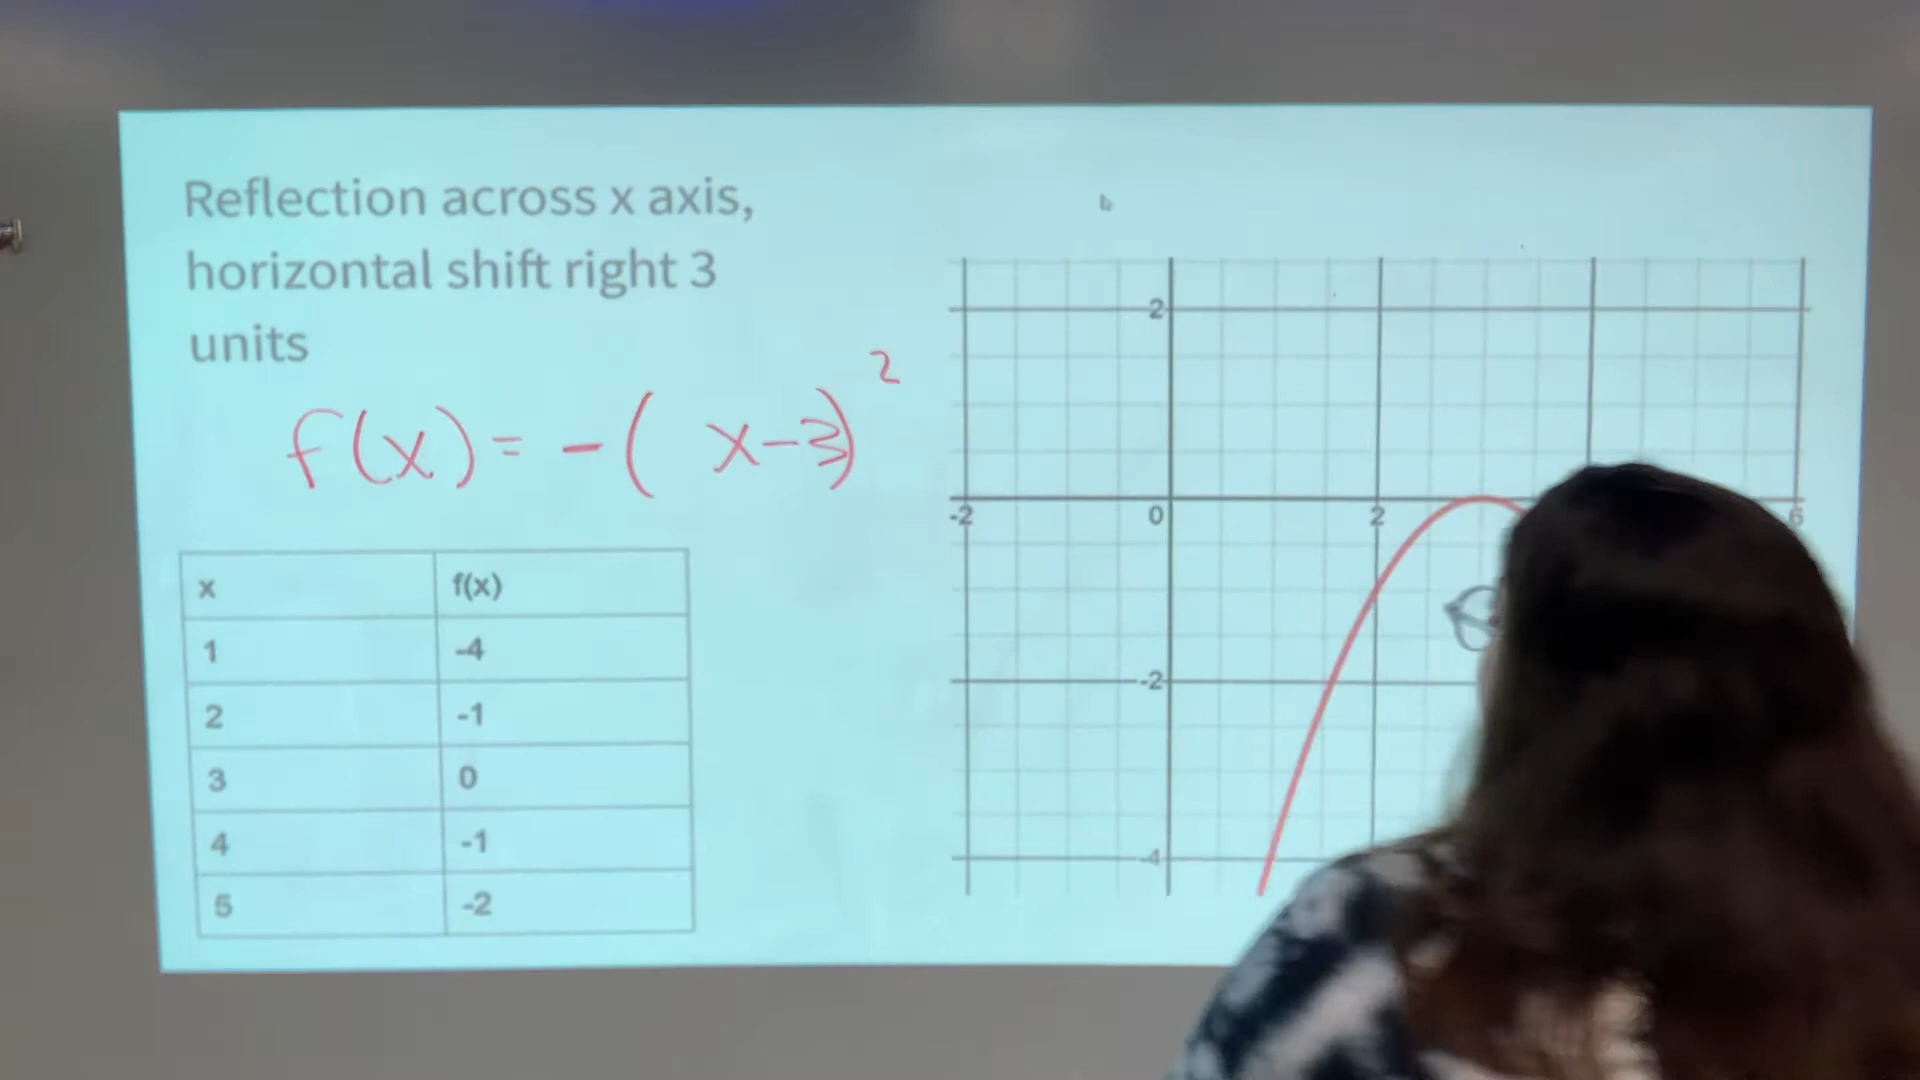 Reflection across x axis,
horizontal shift right 3
units
f(x) = -( x-3)²
x f(x)
1 -4
2 -1
3 0
4 -1
5 -2
2
-2 0 2 6
-2
-4